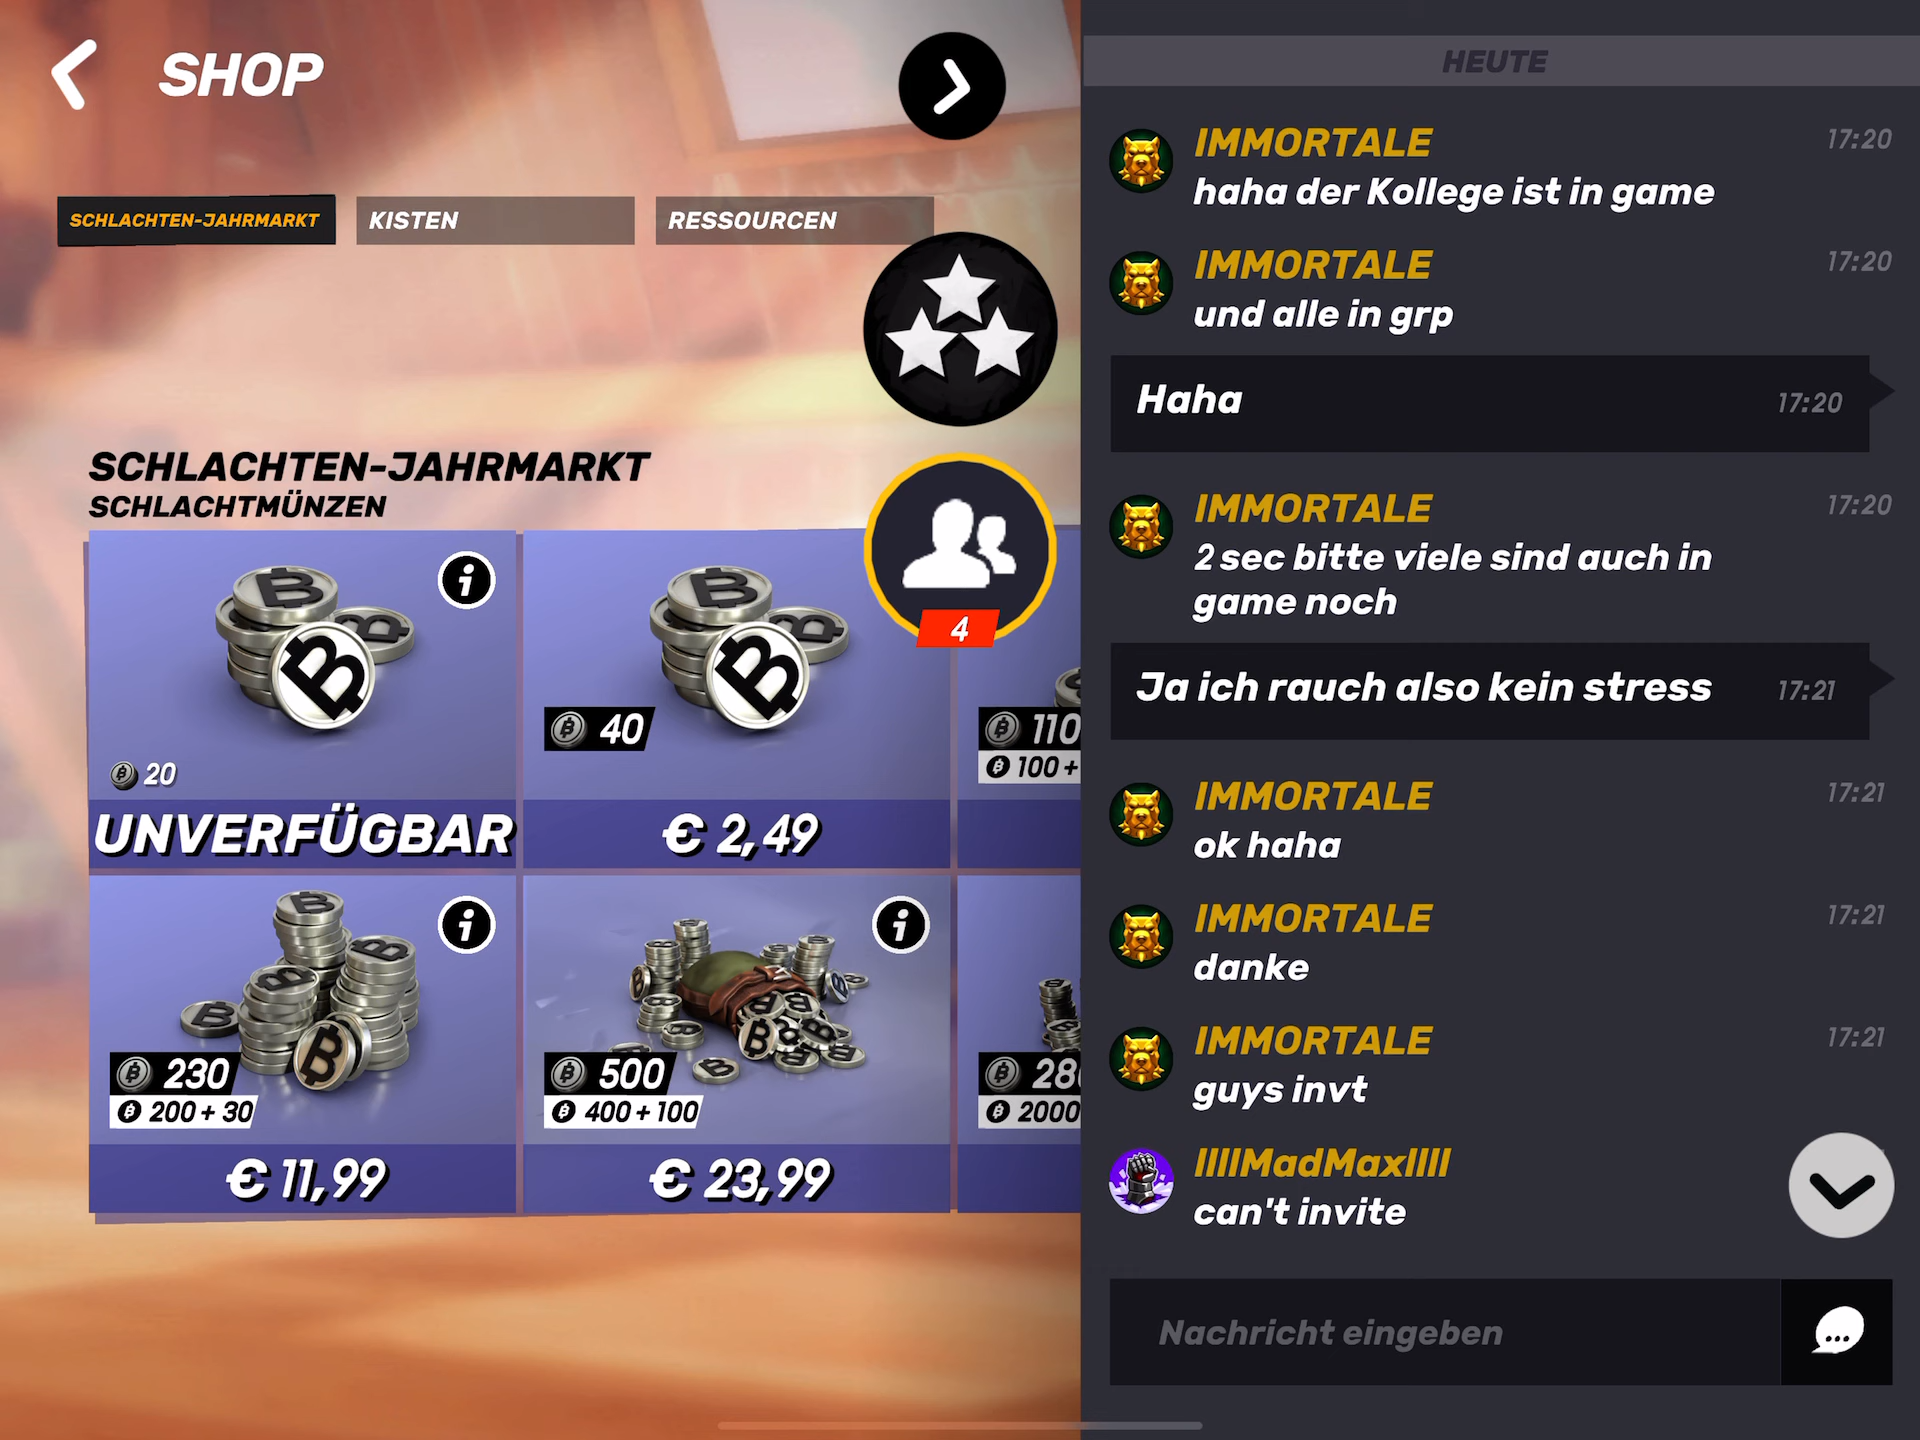 SHOP
SCHLACHTEN-JAHRMARKT
KISTEN
RESSOURCEN
SCHLACHTEN-JAHRMARKT
SCHLACHTMÜNZEN
4
20
UNVERFÜGBAR
40
€ 2,49
110
100 +
230
200 + 30
€ 11,99
500
400 + 100
€ 23,99
2000
HEUTE
IMMORTALE 17:20
haha der Kollege ist in game
IMMORTALE 17:20
und alle in grp
Haha 17:20
IMMORTALE 17:20
2 sec bitte viele sind auch in
game noch
Ja ich rauch also kein stress 17:21
IMMORTALE 17:21
ok haha
IMMORTALE 17:21
danke
IMMORTALE 17:21
guys invt
IIIIMadMaxIIII
can't invite
Nachricht eingeben